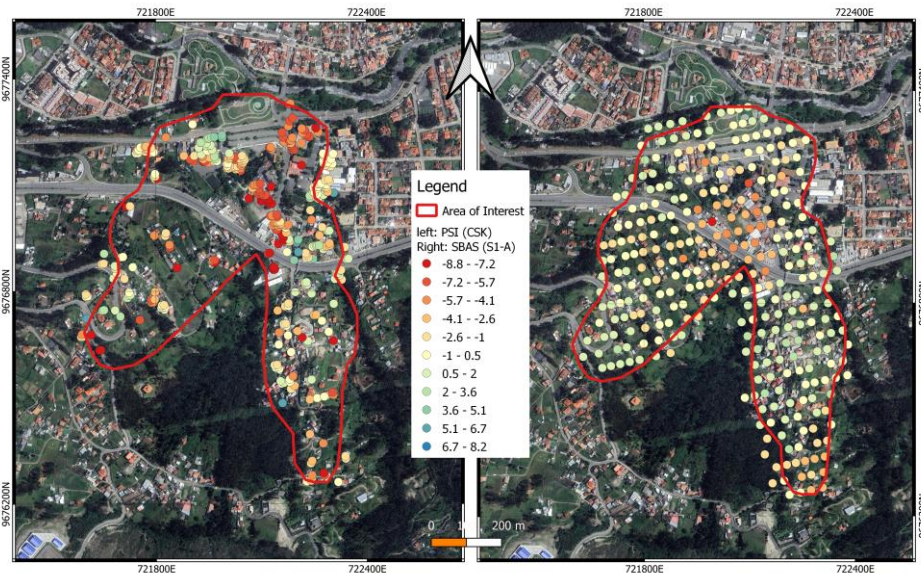 721800E 722400E 721800E 722400E
9677400
9676800
9676200
Legend
Area of Interest
left: PSI (CSK)
Right: SBAS (S1-A)
-8.8 - -7.2
-7.2 - -5.7
-5.7 - -4.1
-4.1 - -2.6
-2.6 - -1
-1 - 0.5
0.5 - 2
2 - 3.6
3.6 - 5.1
5.1 - 6.7
6.7 - 8.2
0 200 m
721800E 722400E 721800E 722400E